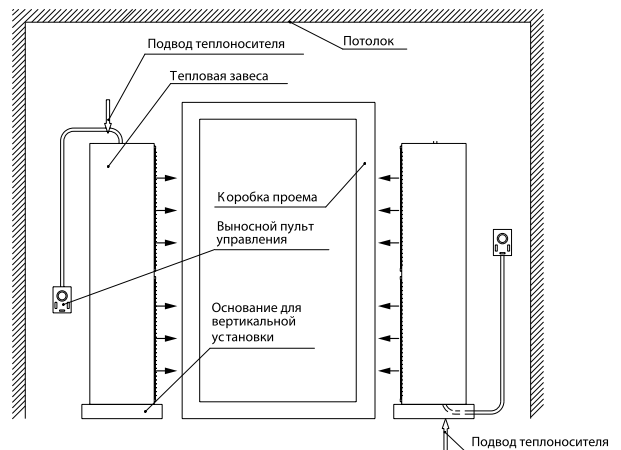 Подвод теплоносителя
Потолок
Тепловая завеса
Коробка проема
Выносной пульт
управления
Основание для
вертикальной
установки
Подвод теплоносителя